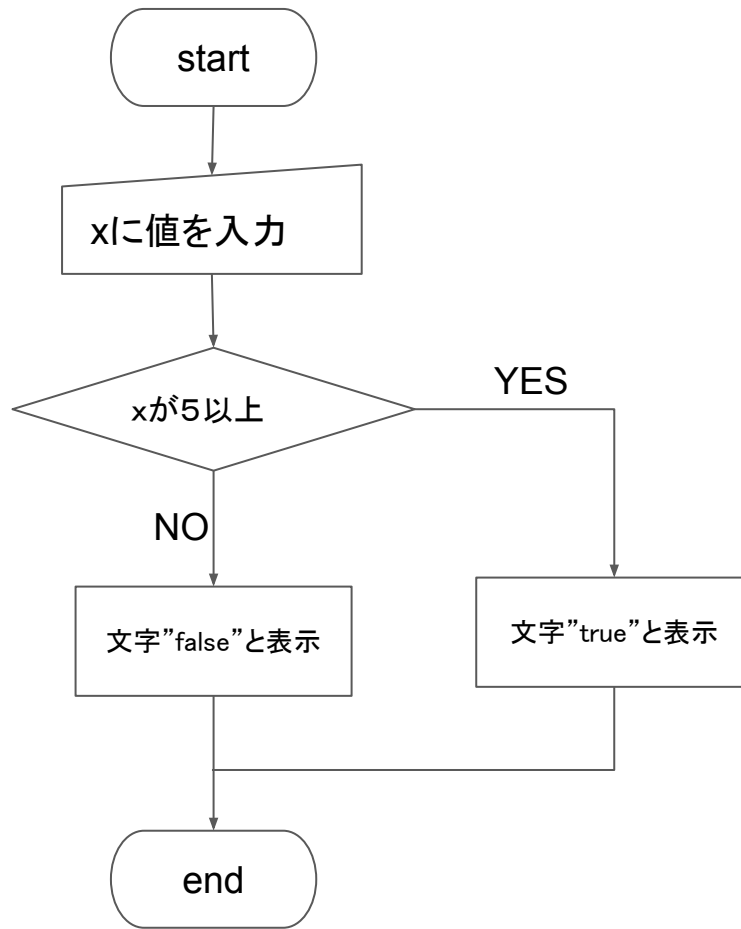 start
xに値を入力
xが５以上
YES
NO
文字”false”と表示
文字”true”と表示
end